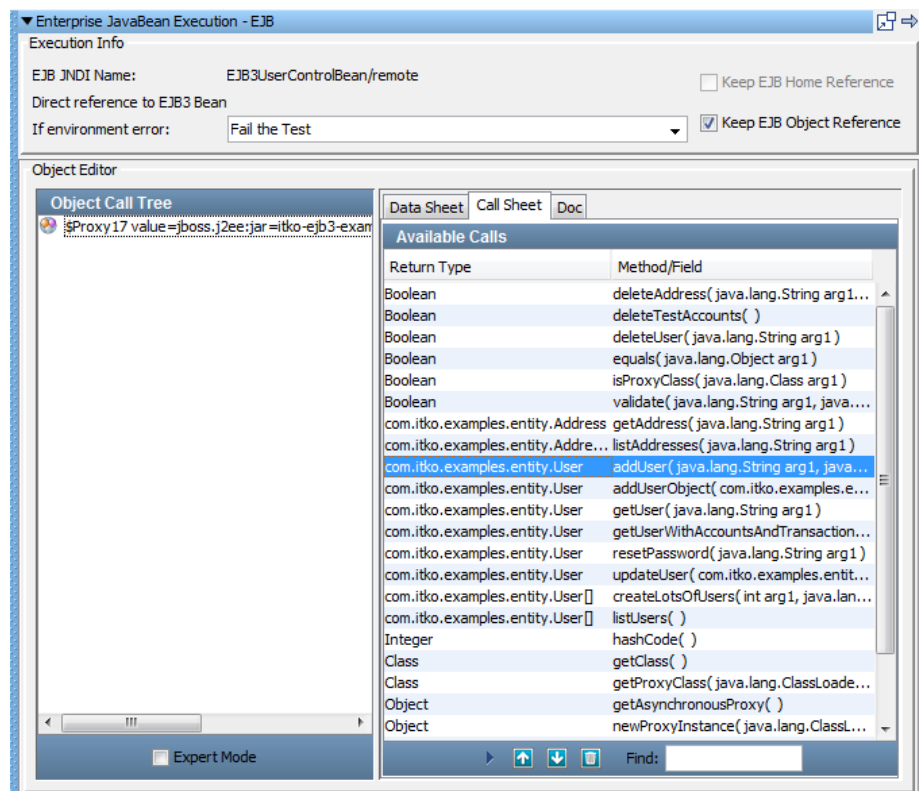 Enterprise JavaBean Execution - EJB
Execution Info
EJB JNDI Name: EJB3UserControlBean/remote
Keep EJB Home Reference
Direct reference to EJB3 Bean
If environment error: Fail the Test
Keep EJB Object Reference
Object Editor
Object Call Tree
$Proxy17 value=jboss.j2ee:jar=itko-ejb3-exam
Data Sheet Call Sheet Doc
Available Calls
Return Type Method/Field
Boolean deleteAddress( java.lang.String arg1...
Boolean deleteTestAccounts( )
Boolean deleteUser( java.lang.String arg1 )
Boolean equals( java.lang.Object arg1 )
Boolean isProxyClass( java.lang.Class arg1 )
Boolean validate( java.lang.String arg1, java....
com.itko.examples.entity.Address getAddress( java.lang.String arg1 )
com.itko.examples.entity.Addre... listAddresses( java.lang.String arg1 )
com.itko.examples.entity.User addUser( java.lang.String arg1, java...
com.itko.examples.entity.User addUserObject( com.itko.examples.e...
com.itko.examples.entity.User getUser( java.lang.String arg1 )
com.itko.examples.entity.User getUserWithAccountsAndTransaction...
com.itko.examples.entity.User resetPassword( java.lang.String arg1 )
com.itko.examples.entity.User updateUser( com.itko.examples.entit...
com.itko.examples.entity.User[] createLotsOfUsers( int arg1, java.lan...
com.itko.examples.entity.User[] listUsers( )
Integer hashCode( )
Class getClass( )
Class getProxyClass( java.lang.ClassLoade...
Object getAsynchronousProxy( )
Object newProxyInstance( java.lang.ClassL...
Expert Mode
Find: